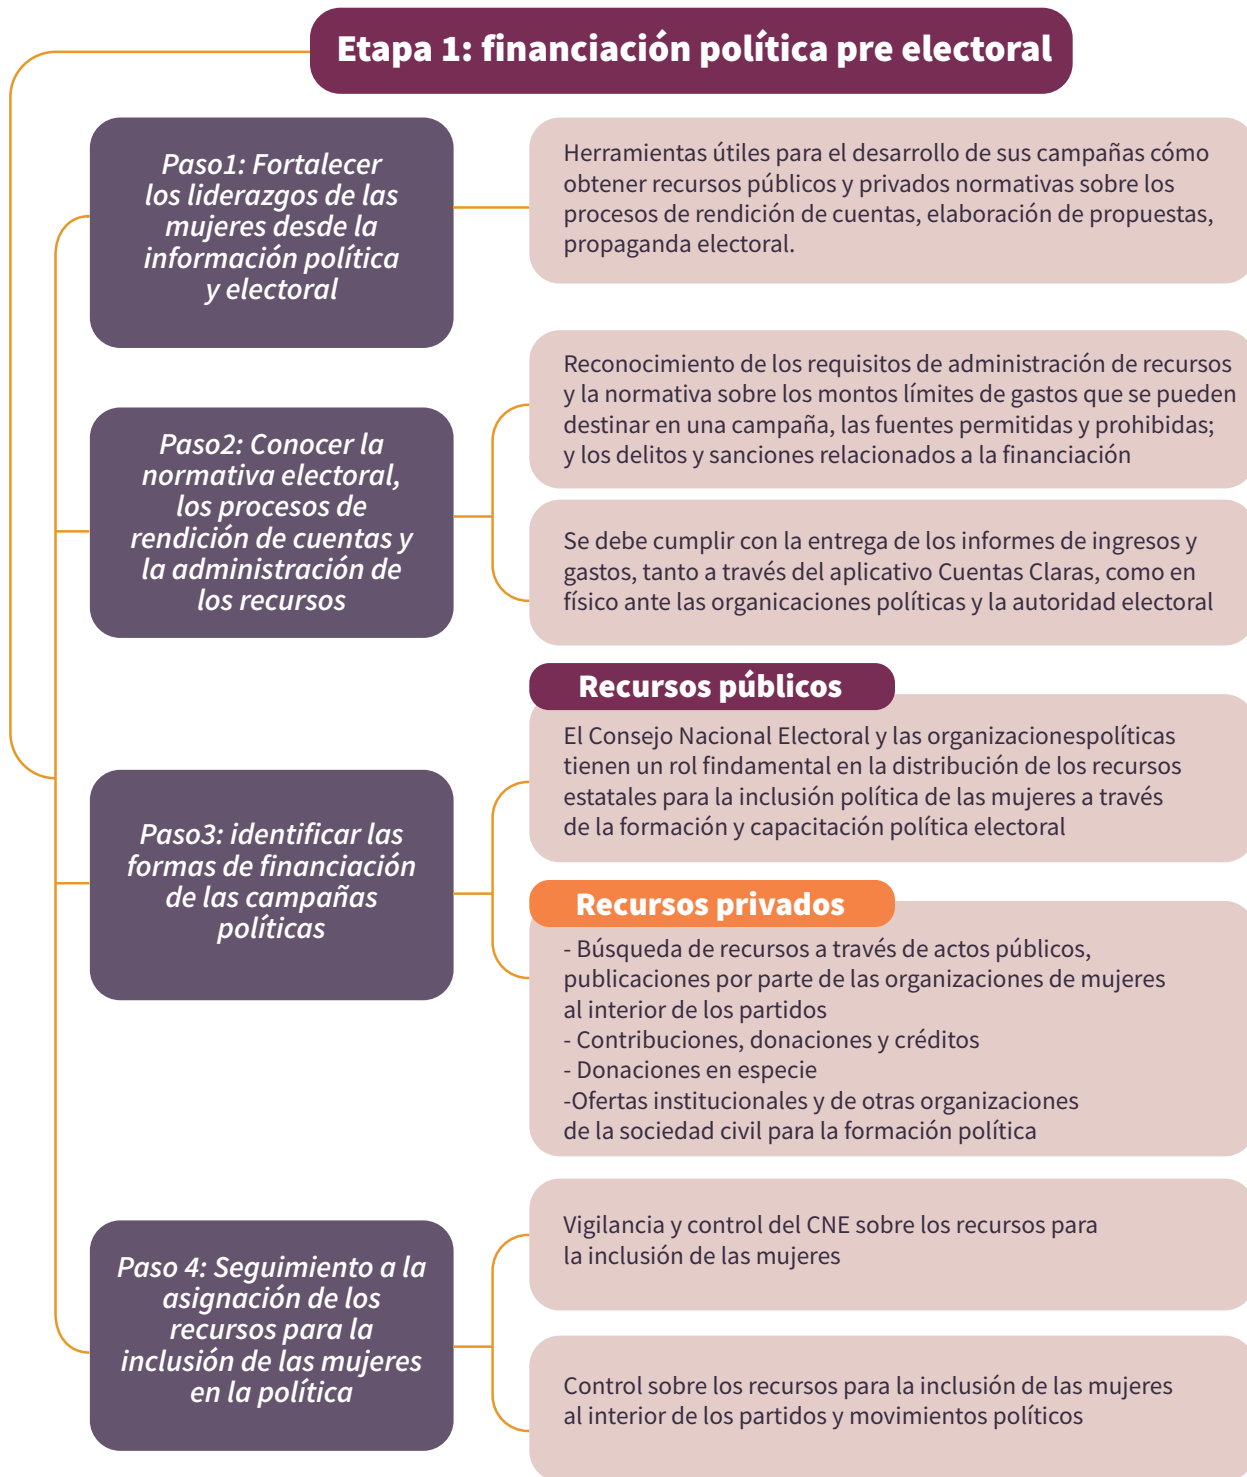 Etapa 1: financiación política pre electoral
Paso1: Fortalecer
los liderazgos de las
mujeres desde la
información política
y electoral
Herramientas útiles para el desarrollo de sus campañas cómo
obtener recursos públicos y privados normativas sobre los
procesos de rendición de cuentas, elaboración de propuestas,
propaganda electoral.
Paso2: Conocer la
normativa electoral,
los procesos de
rendición de cuentas y
la administración de
los recursos
Reconocimiento de los requisitos de administración de recursos
y la normativa sobre los montos límites de gastos que se pueden
destinar en una campaña, las fuentes permitidas y prohibidas;
y los delitos y sanciones relacionados a la financiación
Se debe cumplir con la entrega de los informes de ingresos y
gastos, tanto a través del aplicativo Cuentas Claras, como en
físico ante las organicaciones políticas y la autoridad electoral
Paso3: identificar las
formas de financiación
de las campañas
políticas
Recursos públicos
El Consejo Nacional Electoral y las organizacionespolíticas
tienen un rol findamental en la distribución de los recursos
estatales para la inclusión política de las mujeres a través
de la formación y capacitación política electoral
Recursos privados
- Búsqueda de recursos a través de actos públicos,
publicaciones por parte de las organizaciones de mujeres
al interior de los partidos
- Contribuciones, donaciones y créditos
- Donaciones en especie
-Ofertas institucionales y de otras organizaciones
de la sociedad civil para la formación política
Paso 4: Seguimiento a la
asignación de los
recursos para la
inclusión de las mujeres
en la política
Vigilancia y control del CNE sobre los recursos para
la inclusión de las mujeres
Control sobre los recursos para la inclusión de las mujeres
al interior de los partidos y movimientos políticos